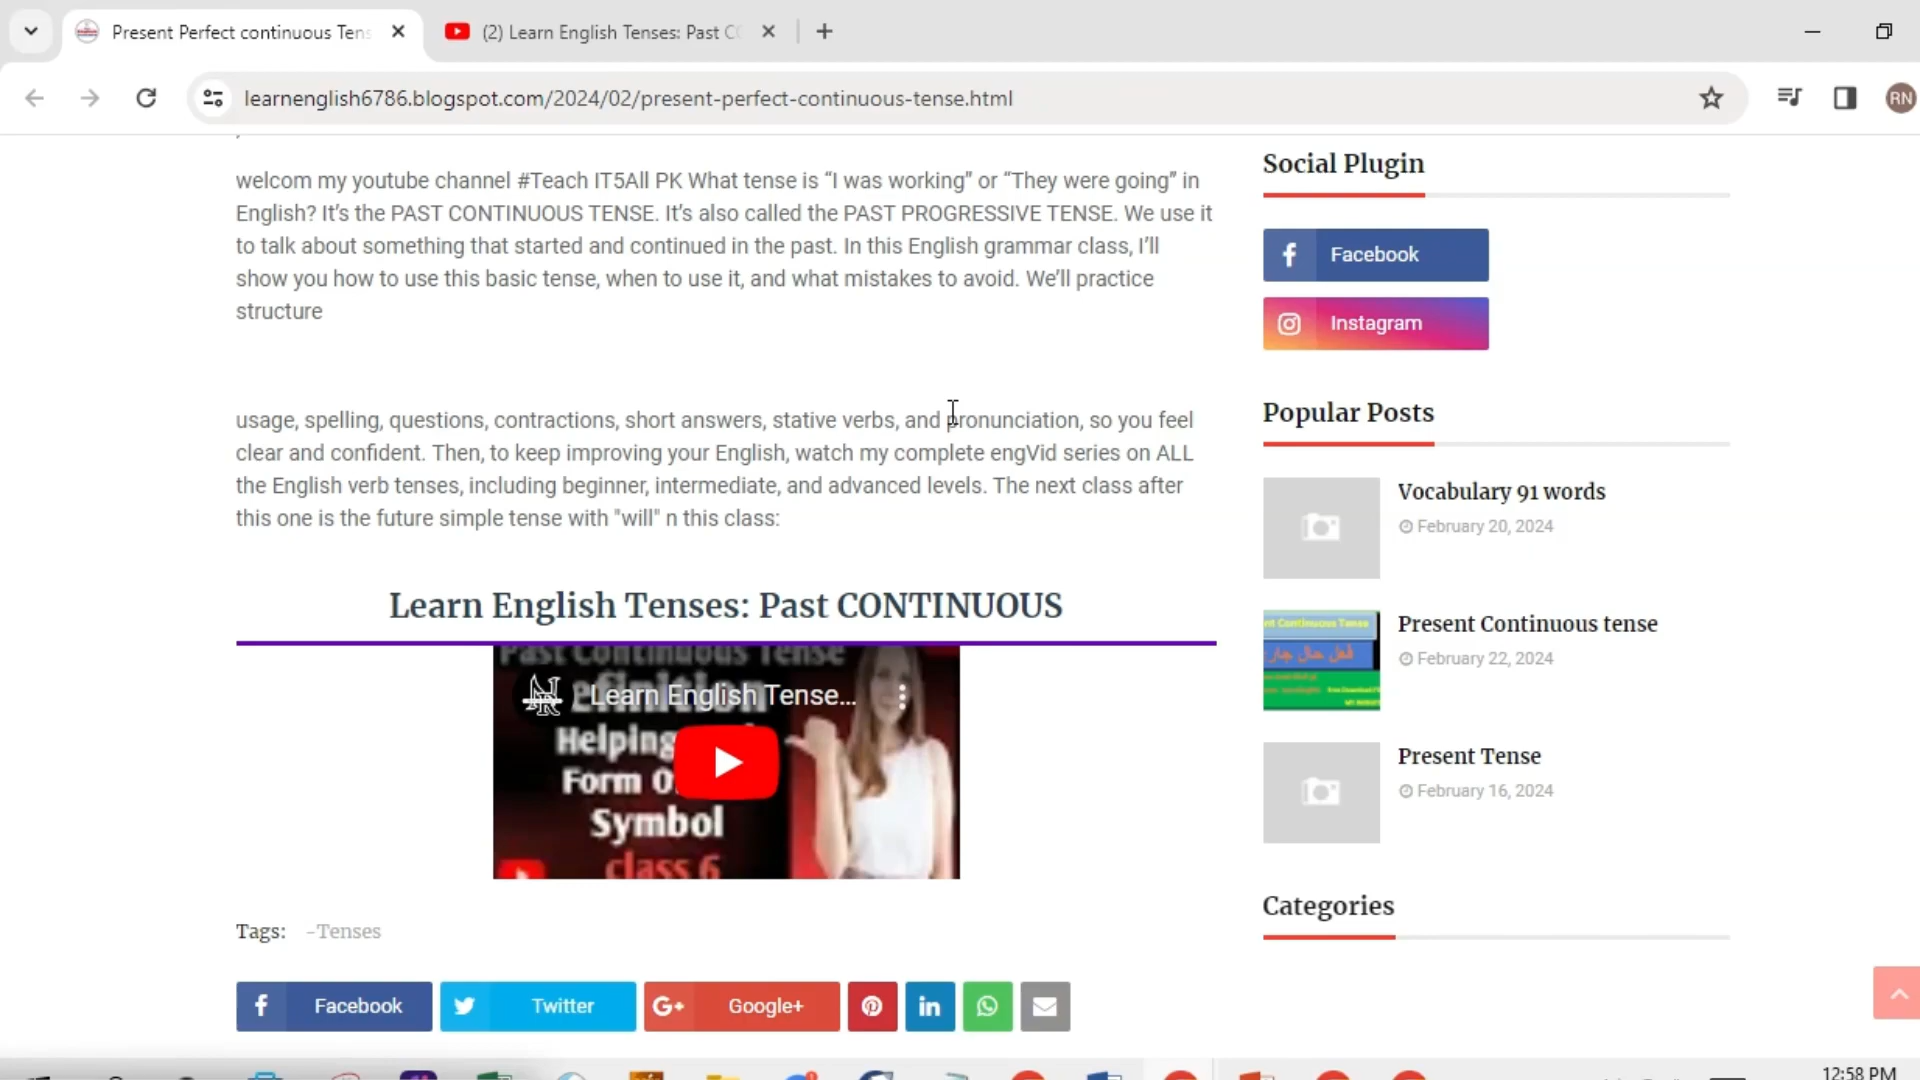 Present Perfect continuous Tens
(2) Learn English Tenses: Past C
learnenglish6786.blogspot.com/2024/02/present-perfect-continuous-tense.html
RN
welcom my youtube channel #Teach IT5All PK What tense is “I was working” or “They were going” in
English? It’s the PAST CONTINUOUS TENSE. It’s also called the PAST PROGRESSIVE TENSE. We use it
to talk about something that started and continued in the past. In this English grammar class, I’ll
show you how to use this basic tense, when to use it, and what mistakes to avoid. We’ll practice
structure
usage, spelling, questions, contractions, short answers, stative verbs, and pronunciation, so you feel
clear and confident. Then, to keep improving your English, watch my complete engVid series on ALL
the English verb tenses, including beginner, intermediate, and advanced levels. The next class after
this one is the future simple tense with "will" n this class:
Learn English Tenses: Past CONTINUOUS
Past Continuous Tense
Learn English Tense...
Helping
Form O
Symbol
class 6
Tags: -Tenses
Facebook
Twitter
G+ Google+
Social Plugin
Facebook
Instagram
Popular Posts
Vocabulary 91 words
February 20, 2024
nt Continuous Tense
فعل حال جاری
Present Continuous tense
February 22, 2024
Present Tense
February 16, 2024
Categories
12:58 PM